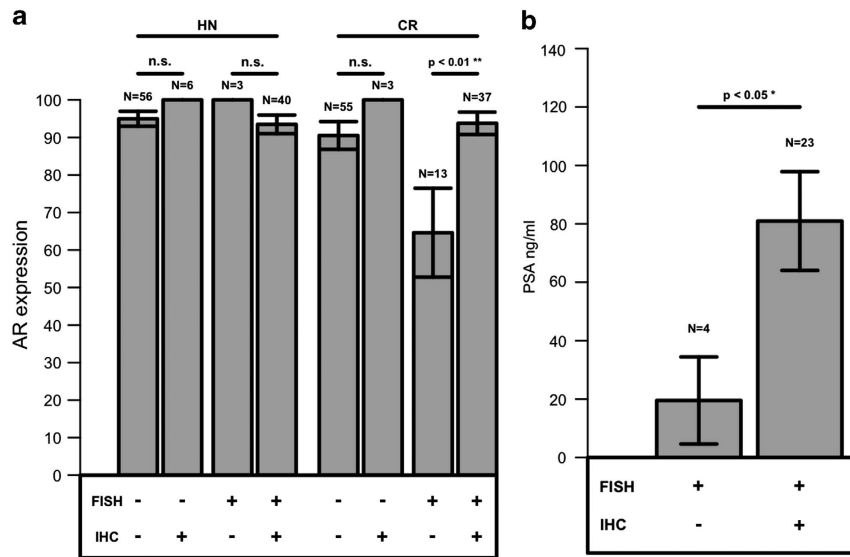 a
HN CR
n.s. n.s. n.s. p < 0.01 **
N=56 N=6 N=3 N=40 N=55 N=3 N=13 N=37
AR expression
100
90
80
70
60
50
40
30
20
10
0
FISH - - + + - - + +
IHC - + - + - + - +
b
p < 0.05 *
N=23
N=4
PSA ng/ml
140
120
100
80
60
40
20
0
FISH + +
IHC - +